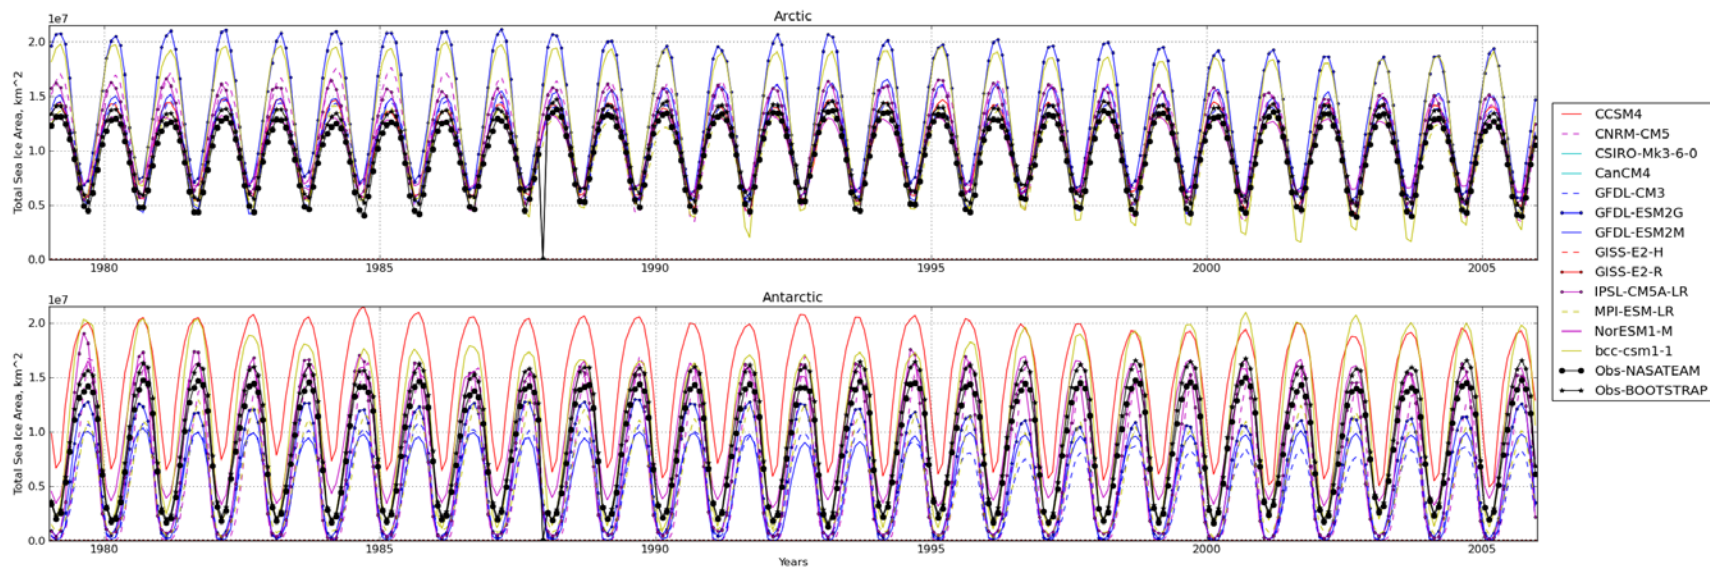 Arctic
1e7
2.0
1.5
1.0
0.5
0.0
Total Sea Ice Area, km^2
1980 1985 1990 1995 2000 2005
Antarctic
1e7
2.0
1.5
1.0
0.5
0.0
Total Sea Ice Area, km^2
1980 1985 1990 1995 2000 2005
Years
CCSM4
CNRM-CM5
CSIRO-Mk3-6-0
CanCM4
GFDL-CM3
GFDL-ESM2G
GFDL-ESM2M
GISS-E2-H
GISS-E2-R
IPSL-CM5A-LR
MPI-ESM-LR
NorESM1-M
bcc-csm1-1
Obs-NASATEAM
Obs-BOOTSTRAP